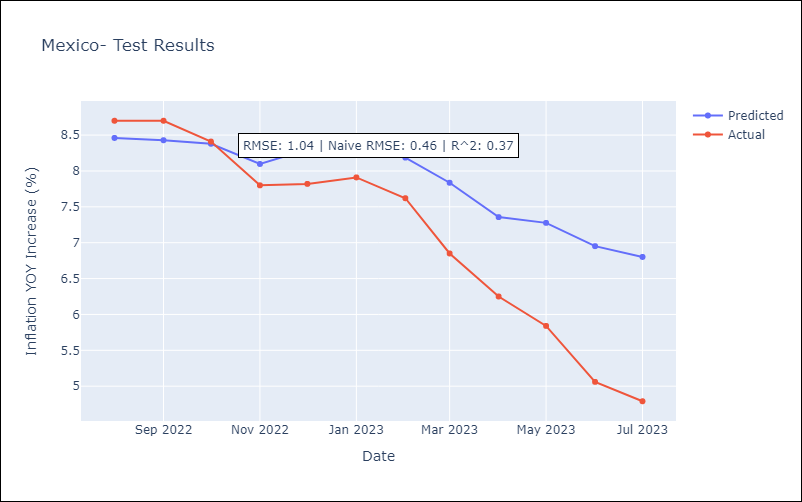 Mexico- Test Results
Predicted
Actual
RMSE: 1.04 | Naive RMSE: 0.46 | R^2: 0.37
Inflation YOY Increase (%)
8.5
8
7.5
7
6.5
6
5.5
5
Sep 2022
Nov 2022
Jan 2023
Mar 2023
May 2023
Jul 2023
Date